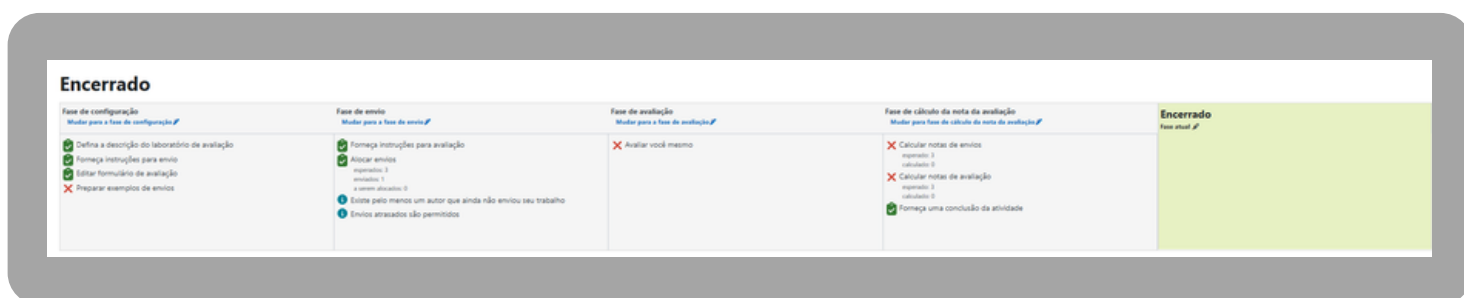 Encerrado
Fase de configuração
Mudar para a fase de configuração
Defina a descrição do laboratório de avaliação
Forneça instruções para envio
Editar formulário de avaliação
Preparar exemplos de envios
Fase de envio
Mudar para a fase de envio
Forneça instruções para avaliação
Alocar envios
esperados: 3
enviados: 1
a serem alocados: 0
Existe pelo menos um autor que ainda não enviou seu trabalho
Envios atrasados são permitidos
Fase de avaliação
Mudar para a fase de avaliação
Avaliar você mesmo
Fase de cálculo da nota da avaliação
Mudar para fase de cálculo da nota da avaliação
Calcular notas de envios
esperado: 3
calculado: 0
Calcular notas de avaliação
esperado: 3
calculado: 0
Forneça uma conclusão da atividade
Encerrado
Fase atual